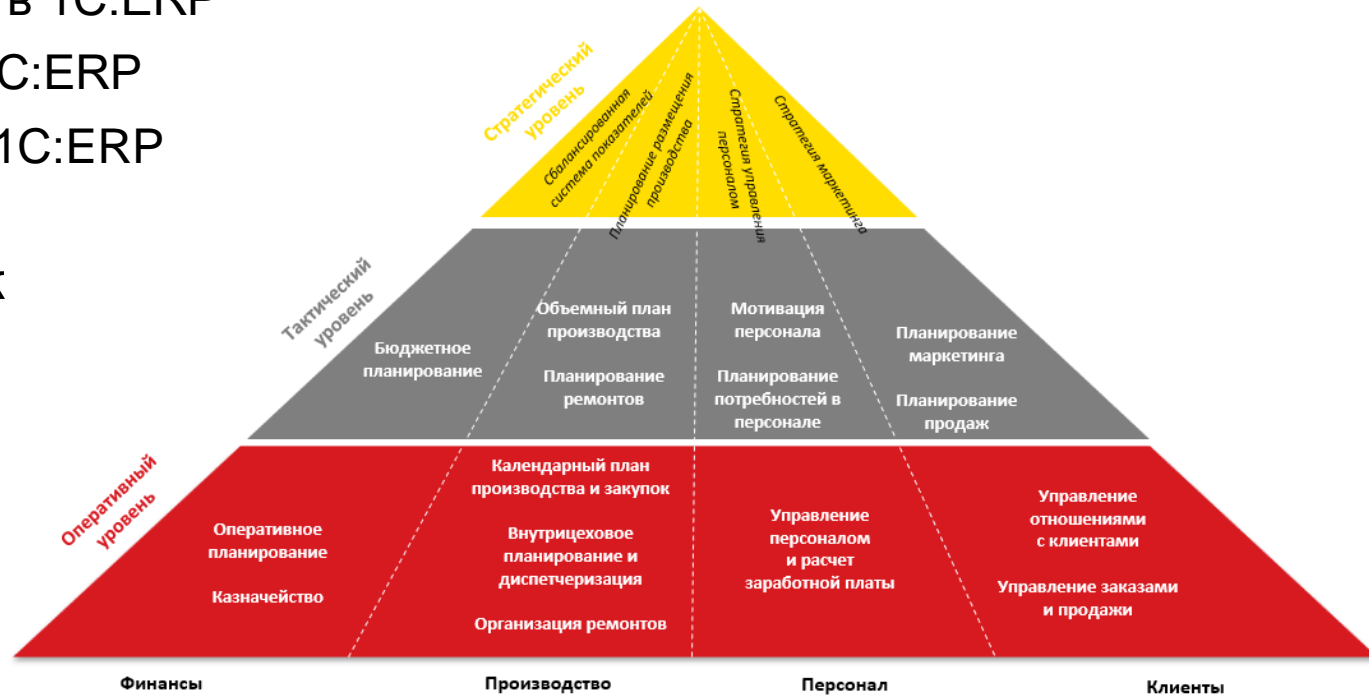 в 1С:ERP
С:ERP
1С:ERP
к
Стратегический
уровень
Сбалансированная
система показателей
Планирование размещения
производства
Стратегия управления
персоналом
Стратегия маркетинга
Тактический
уровень
Бюджетное
планирование
Объемный план
производства
Планирование
ремонтов
Мотивация
персонала
Планирование
потребностей в
персонале
Планирование
маркетинга
Планирование
продаж
Оперативный
уровень
Оперативное
планирование
Казначейство
Календарный план
производства и закупок
Внутрицеховое
планирование и
диспетчеризация
Организация ремонтов
Управление
персоналом
и расчет
заработной платы
Управление
отношениями
с клиентами
Управление заказами
и продажи
Финансы
Производство
Персонал
Клиенты